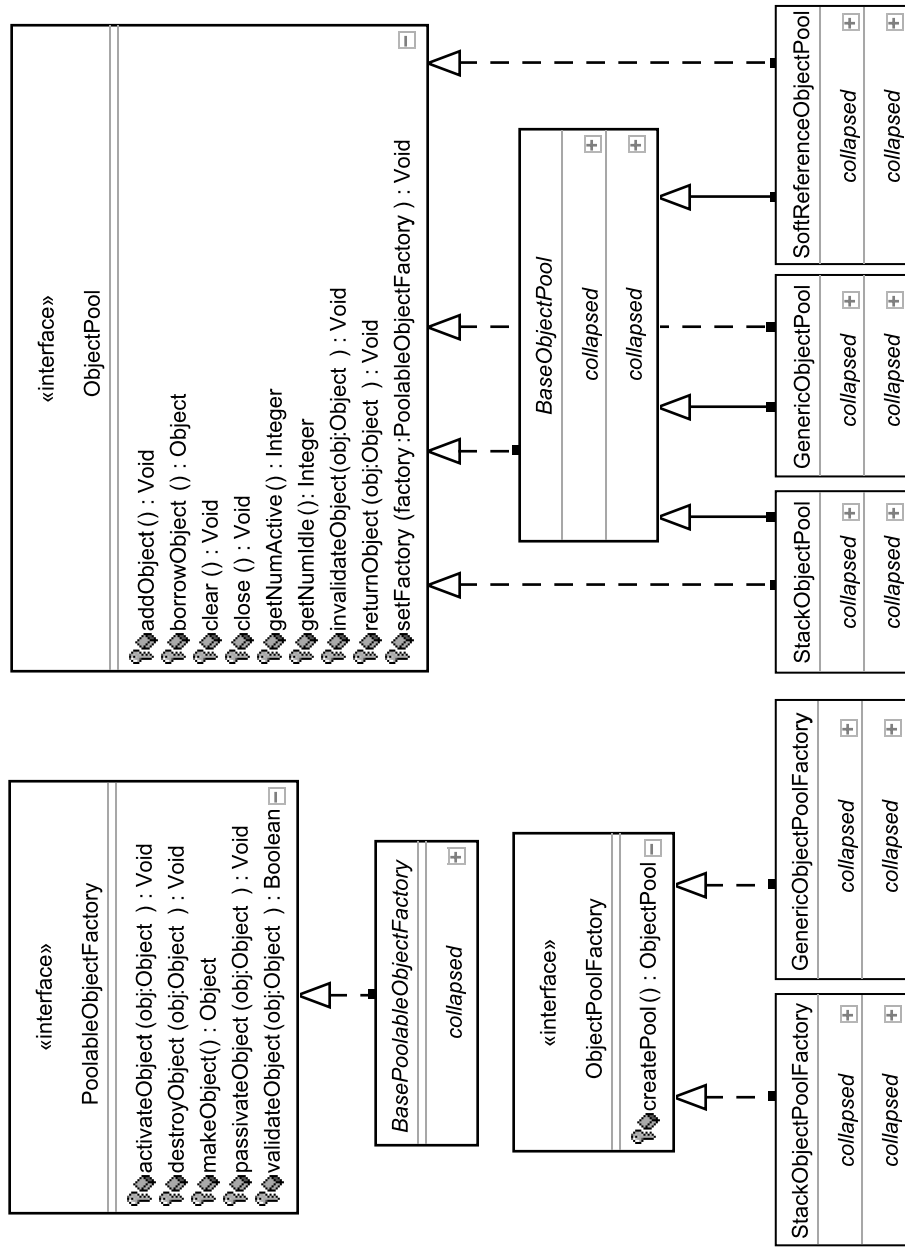 «interface»
PoolableObjectFactory
activateObject (obj:Object ) : Void
destroyObject (obj:Object ) : Void
makeObject() : Object
passivateObject (obj:Object ) : Void
validateObject (obj:Object ) : Boolean
BasePoolableObjectFactory
collapsed
«interface»
ObjectPoolFactory
createPool () : ObjectPool
StackObjectPoolFactory
collapsed
collapsed
GenericObjectPoolFactory
collapsed
collapsed
«interface»
ObjectPool
addObject () : Void
borrowObject () : Object
clear () : Void
close () : Void
getNumActive () : Integer
getNumIdle (): Integer
invalidateObject(obj:Object ) : Void
returnObject (obj:Object ) : Void
setFactory (factory :PoolableObjectFactory ) : Void
BaseObjectPool
collapsed
collapsed
StackObjectPool
collapsed
collapsed
GenericObjectPool
collapsed
collapsed
SoftReferenceObjectPool
collapsed
collapsed